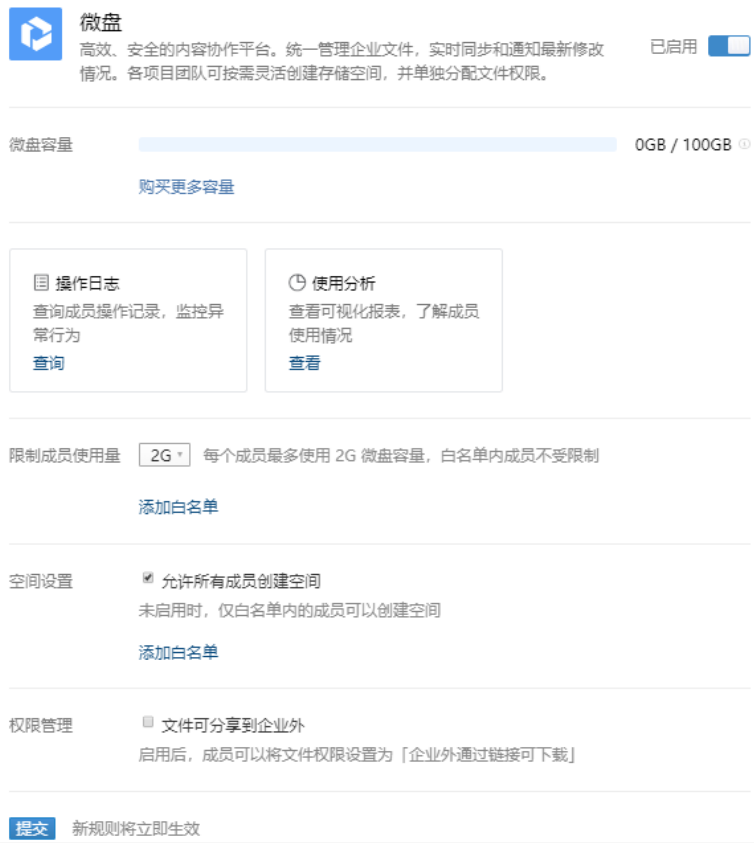 微盘
高效、安全的内容协作平台。统一管理企业文件，实时同步和通知最新修改
情况。各项目团队可按需灵活创建存储空间，并单独分配文件权限。
已启用
微盘容量
0GB / 100GB
购买更多容量
操作日志
查询成员操作记录，监控异
常行为
查询
使用分析
查看可视化报表，了解成员
使用情况
查看
限制成员使用量 2G 每个成员最多使用 2G 微盘容量，白名单内成员不受限制
添加白名单
空间设置 允许所有成员创建空间
未启用时，仅白名单内的成员可以创建空间
添加白名单
权限管理 文件可分享到企业外
启用后，成员可以将文件权限设置为「企业外通过链接可下载」
提交 新规则将立即生效